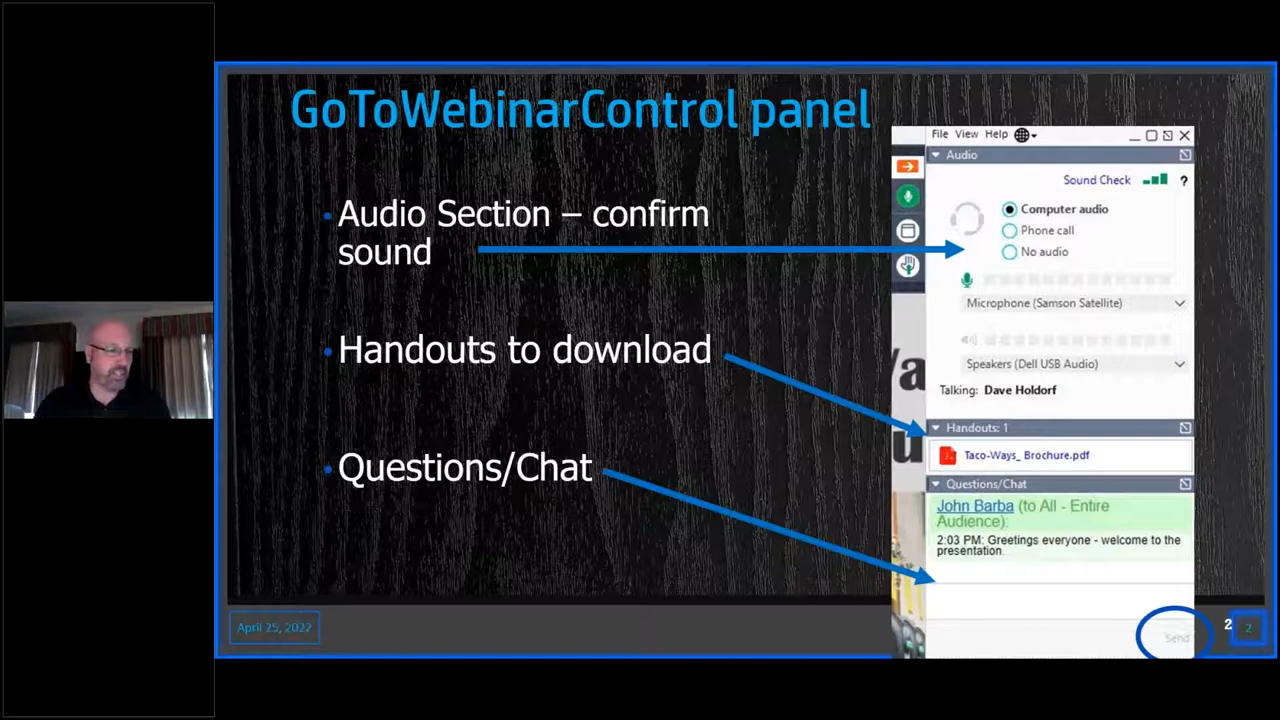 GoToWebinarControl panel
• Audio Section – confirm
sound
• Handouts to download
• Questions/Chat
File View Help
Audio
Sound Check ?
Computer audio
Phone call
No audio
Microphone (Samson Satellite)
Speakers (Dell USB Audio)
Talking: Dave Holdorf
Handouts: 1
Taco-Ways_ Brochure.pdf
Questions/Chat
John Barba (to All - Entire
Audience):
2:03 PM: Greetings everyone - welcome to the
presentation.
Send
April 25, 2022
2
2